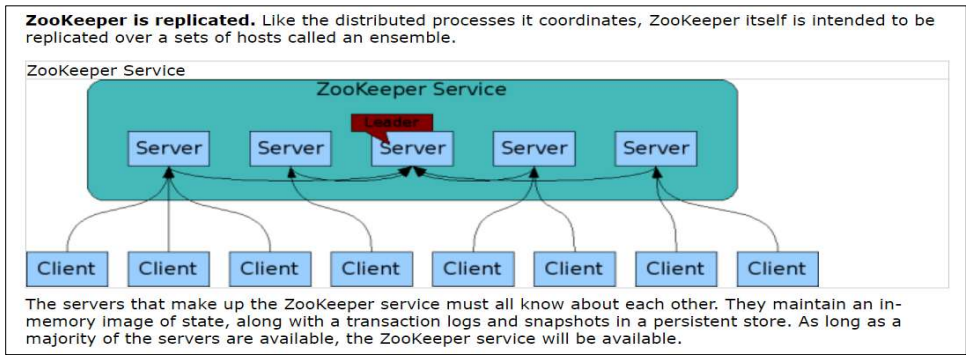 ZooKeeper is replicated. Like the distributed processes it coordinates, ZooKeeper itself is intended to be
replicated over a sets of hosts called an ensemble.
ZooKeeper Service
ZooKeeper Service
Leader
Server Server Server Server Server
Client Client Client Client Client Client Client Client
The servers that make up the ZooKeeper service must all know about each other. They maintain an in-
memory image of state, along with a transaction logs and snapshots in a persistent store. As long as a
majority of the servers are available, the ZooKeeper service will be available.